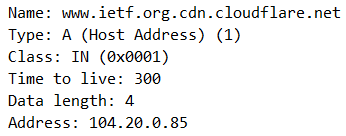 Name: www.ietf.org.cdn.cloudflare.net
Type: A (Host Address) (1)
Class: IN (0x0001)
Time to live: 300
Data length: 4
Address: 104.20.0.85